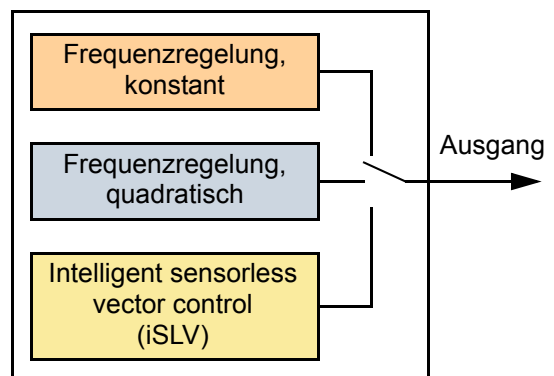 Frequenzregelung,
konstant
Frequenzregelung,
quadratisch
Ausgang
Intelligent sensorless
vector control
(iSLV)